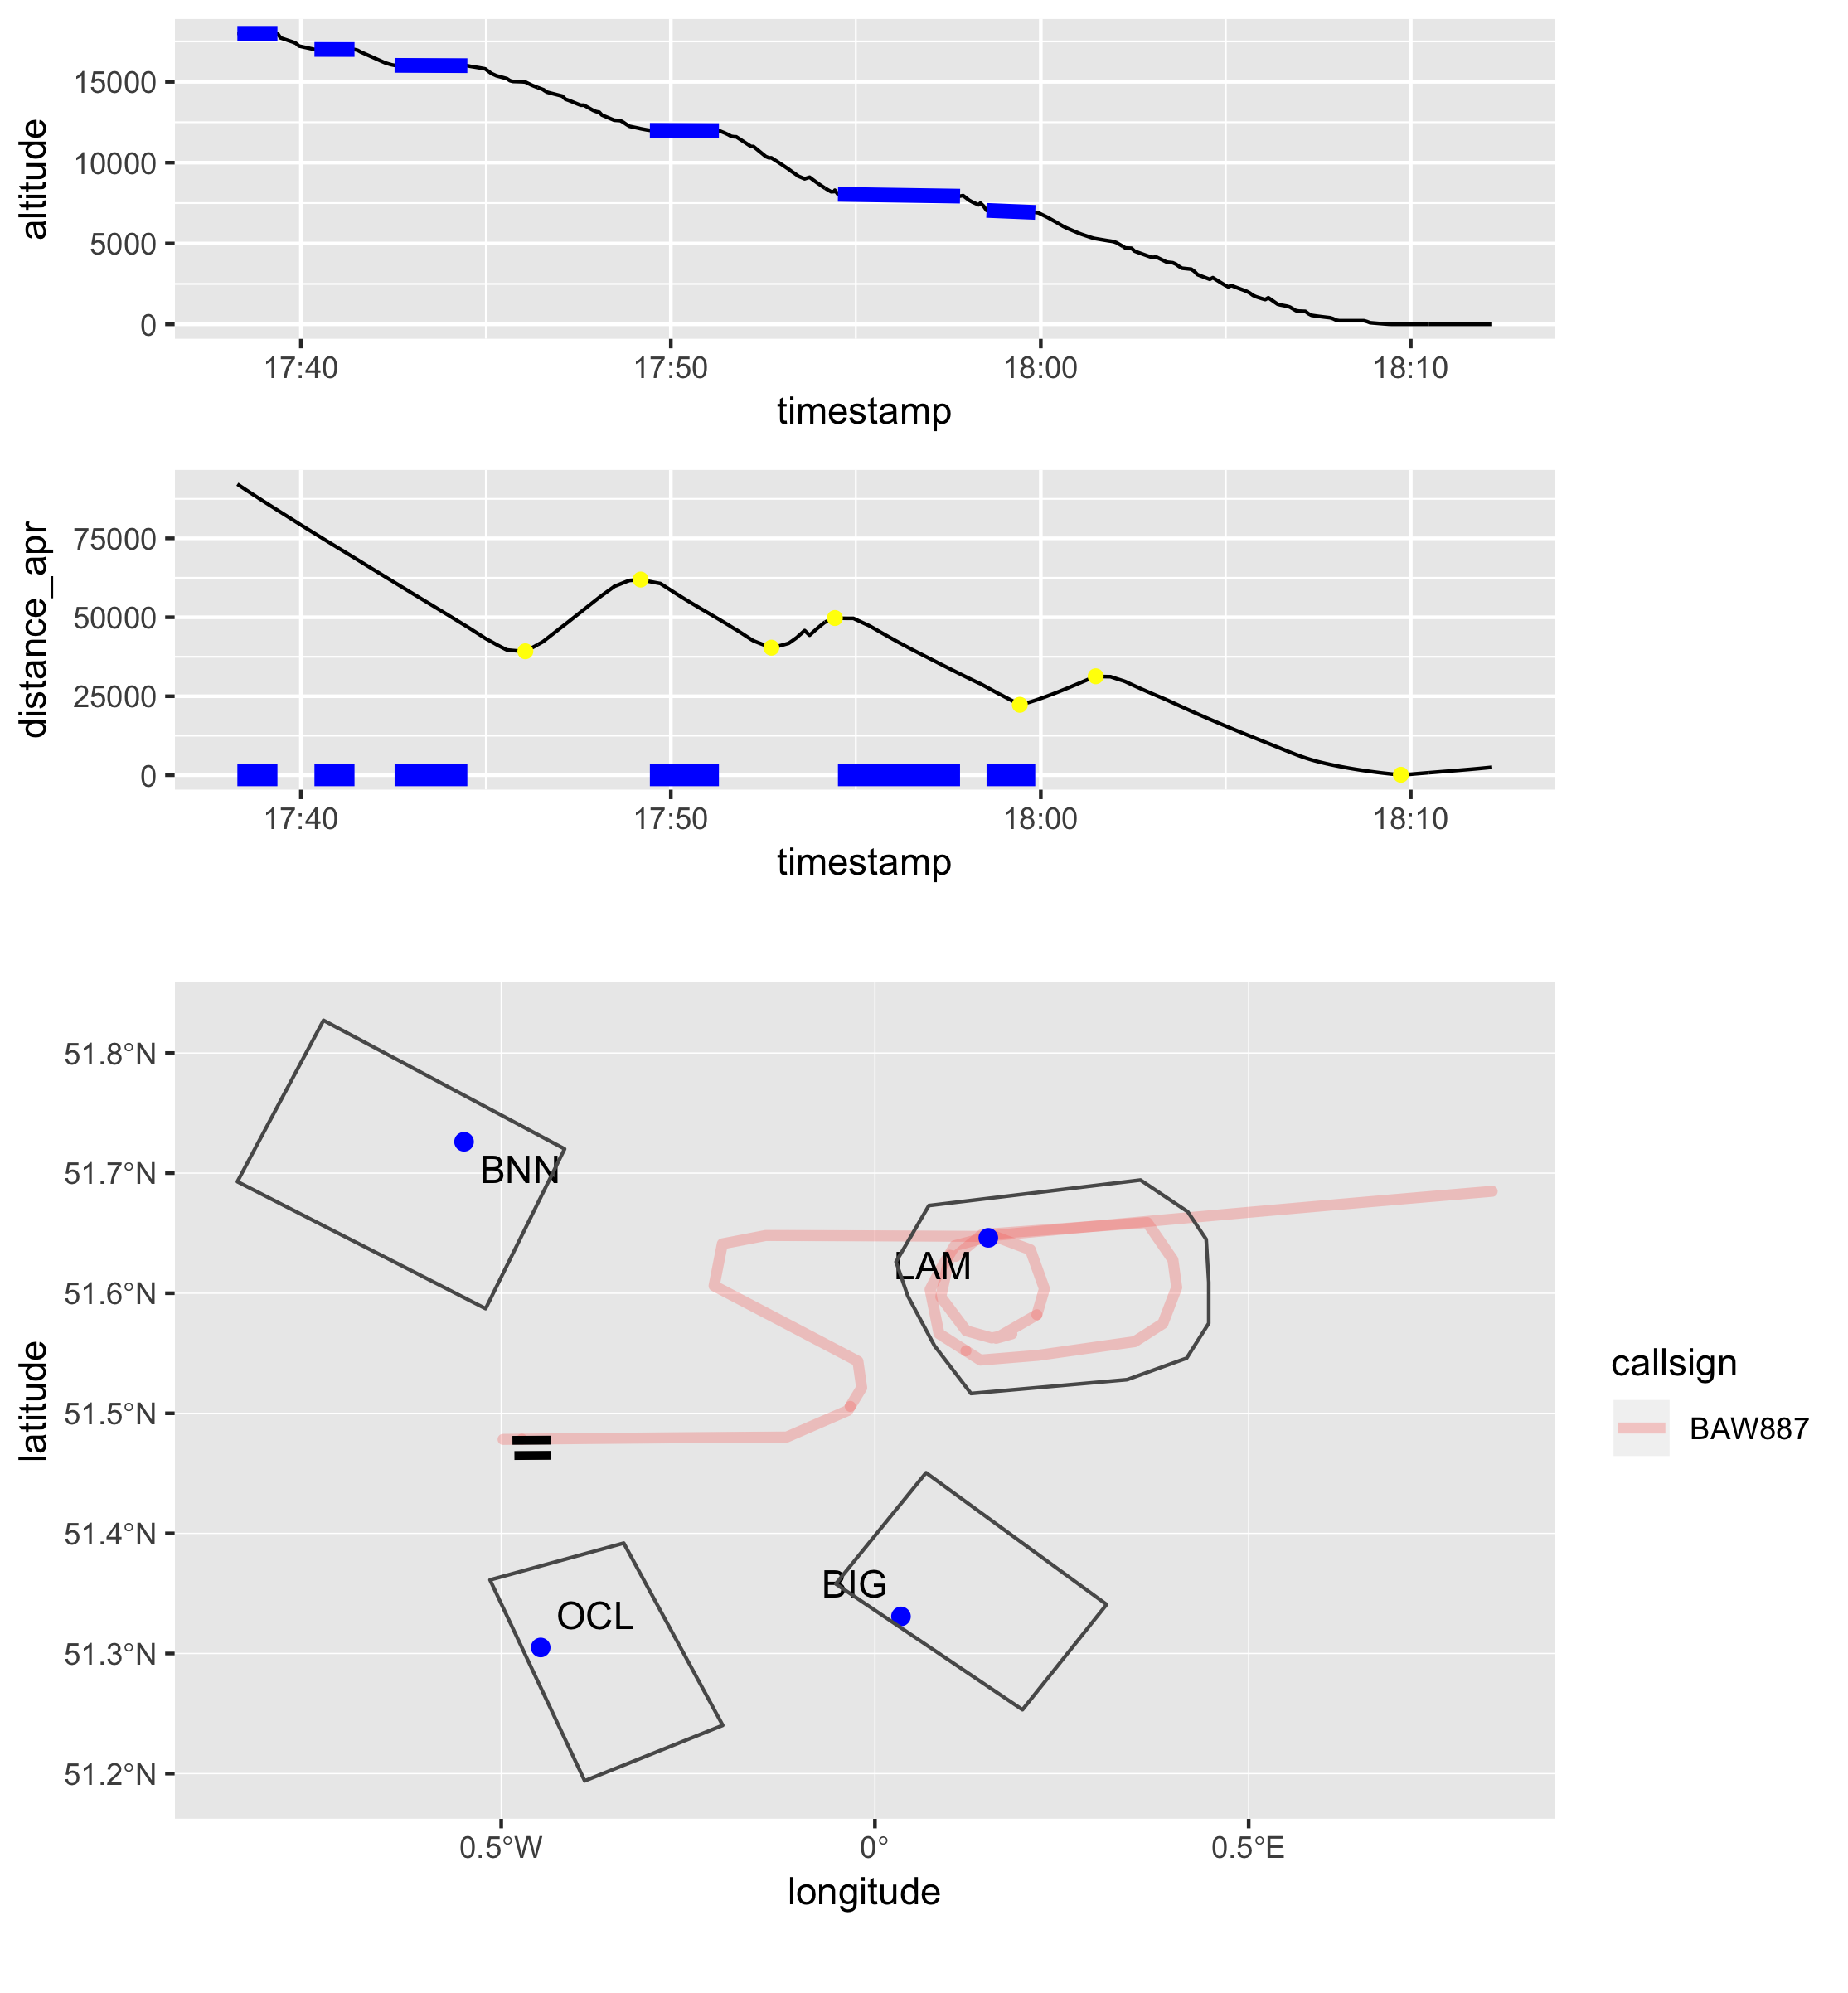 15000
10000
5000
0
altitude
17:40 17:50 18:00 18:10
timestamp
75000
50000
25000
0
distance_apr
17:40 17:50 18:00 18:10
timestamp
51.8°N
51.7°N
51.6°N
51.5°N
51.4°N
51.3°N
51.2°N
latitude
BNN
LAM
BIG
OCL
0.5°W 0° 0.5°E
longitude
callsign
BAW887